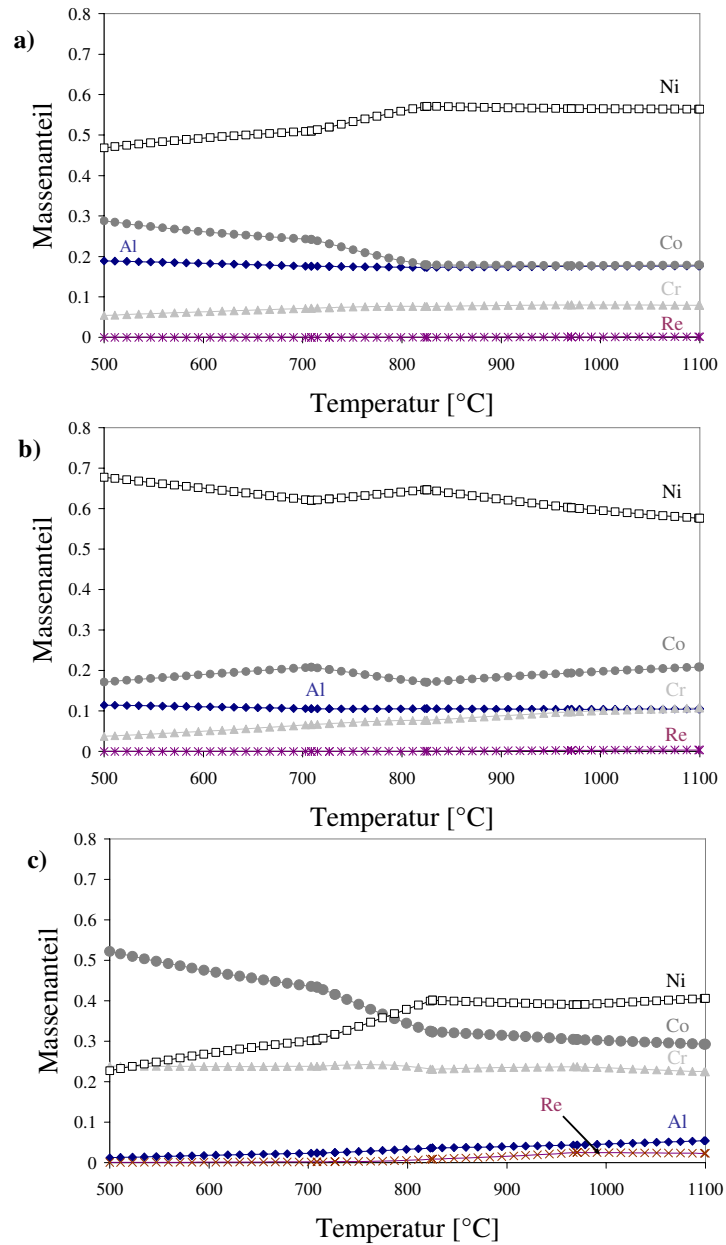 a)
0.8
0.7
0.6
0.5
0.4
0.3
0.2
0.1
0
Massenanteil
Ni
Al
Co
Cr
Re
500 600 700 800 900 1000 1100
Temperatur [°C]
b)
0.8
0.7
0.6
0.5
0.4
0.3
0.2
0.1
0
Massenanteil
Ni
Co
Al
Cr
Re
500 600 700 800 900 1000 1100
Temperatur [°C]
c)
0.8
0.7
0.6
0.5
0.4
0.3
0.2
0.1
0
Massenanteil
Ni
Co
Cr
Re
Al
500 600 700 800 900 1000 1100
Temperatur [°C]